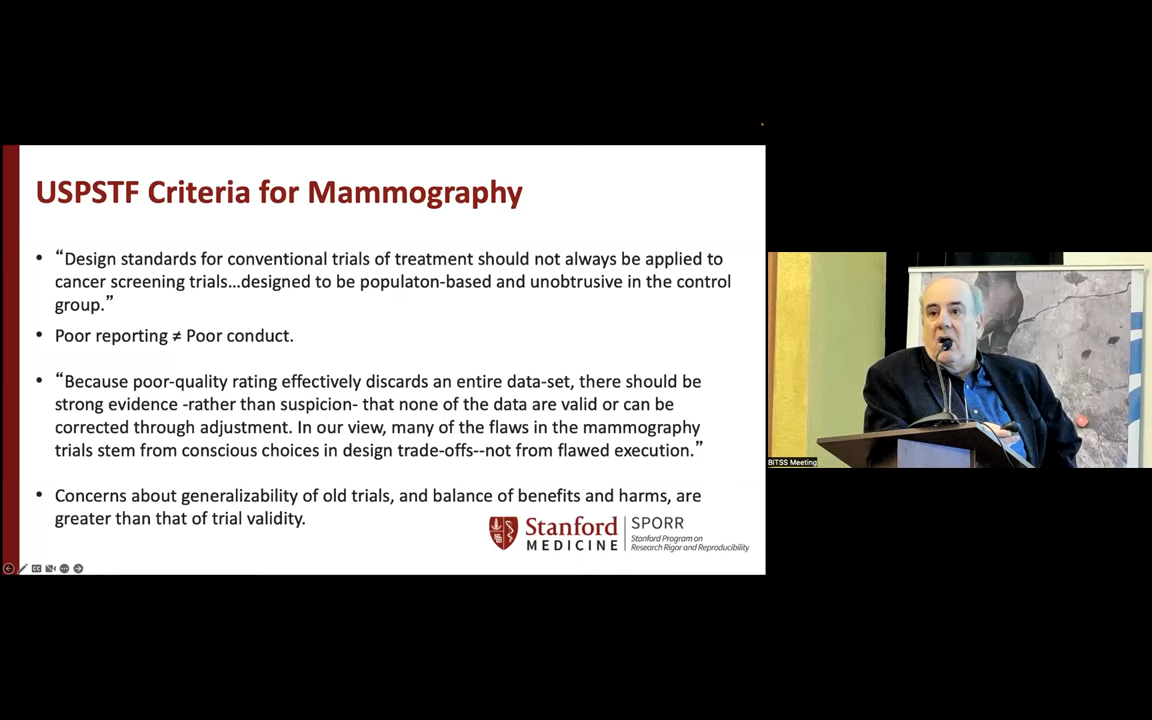 USPSTF Criteria for Mammography
• “Design standards for conventional trials of treatment should not always be applied to
cancer screening trials…designed to be populaton-based and unobtrusive in the control
group.”
• Poor reporting ≠ Poor conduct.
• “Because poor-quality rating effectively discards an entire data-set, there should be
strong evidence -rather than suspicion- that none of the data are valid or can be
corrected through adjustment. In our view, many of the flaws in the mammography
trials stem from conscious choices in design trade-offs--not from flawed execution.”
• Concerns about generalizability of old trials, and balance of benefits and harms, are
greater than that of trial validity.
Stanford
MEDICINE
SPORR
Stanford Program on
Research Rigor and Reproducibility
BITSS Meeting